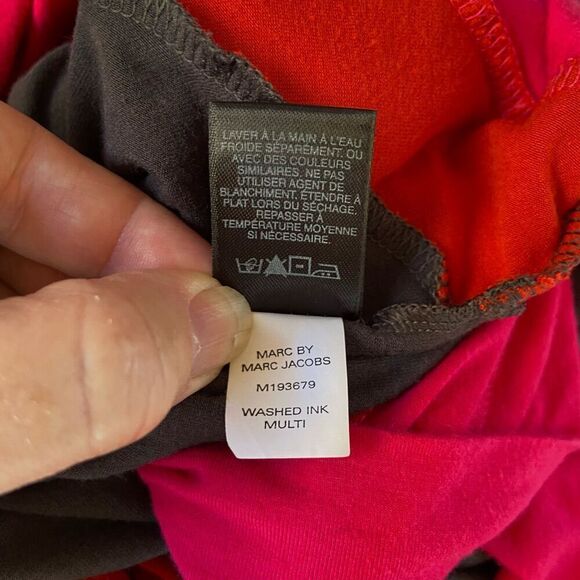 LAVER À LA MAIN À L'EAU
FROIDE SÉPARÉMENT. OU
AVEC DES COULEURS
SIMILAIRES. NE PAS
UTILISER AGENT DE
BLANCHIMENT. ÉTENDRE À
PLAT LORS DU SÉCHAGE.
REPASSER À
TEMPÉRATURE MOYENNE
SI NÉCESSAIRE.
MARC BY
MARC JACOBS
M193679
WASHED INK
MULTI